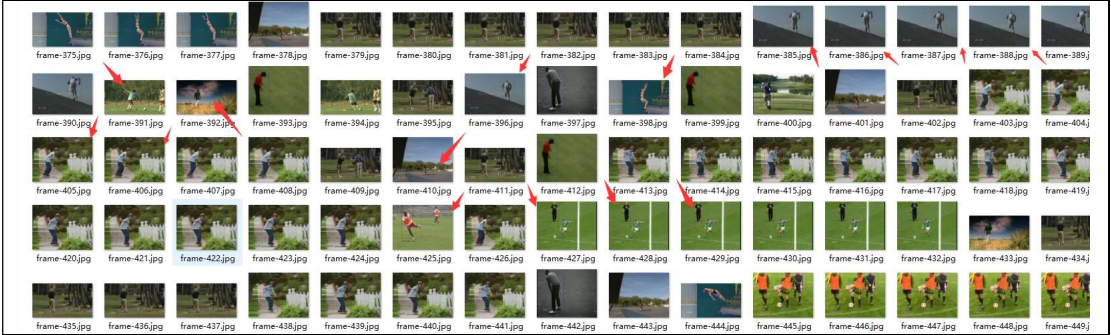 frame-375.jpg frame-376.jpg frame-377.jpg frame-378.jpg frame-379.jpg frame-380.jpg frame-381.jpg frame-382.jpg frame-383.jpg frame-384.jpg frame-385.jpg frame-386.jpg frame-387.jpg frame-388.jpg frame-389.j
frame-390.jpg frame-391.jpg frame-392.jpg frame-393.jpg frame-394.jpg frame-395.jpg frame-396.jpg frame-397.jpg frame-398.jpg frame-399.jpg frame-400.jpg frame-401.jpg frame-402.jpg frame-403.jpg frame-404.j
frame-405.jpg frame-406.jpg frame-407.jpg frame-408.jpg frame-409.jpg frame-410.jpg frame-411.jpg frame-412.jpg frame-413.jpg frame-414.jpg frame-415.jpg frame-416.jpg frame-417.jpg frame-418.jpg frame-419.j
frame-420.jpg frame-421.jpg frame-422.jpg frame-423.jpg frame-424.jpg frame-425.jpg frame-426.jpg frame-427.jpg frame-428.jpg frame-429.jpg frame-430.jpg frame-431.jpg frame-432.jpg frame-433.jpg frame-434.j
frame-435.jpg frame-436.jpg frame-437.jpg frame-438.jpg frame-439.jpg frame-440.jpg frame-441.jpg frame-442.jpg frame-443.jpg frame-444.jpg frame-445.jpg frame-446.jpg frame-447.jpg frame-448.jpg frame-449.j